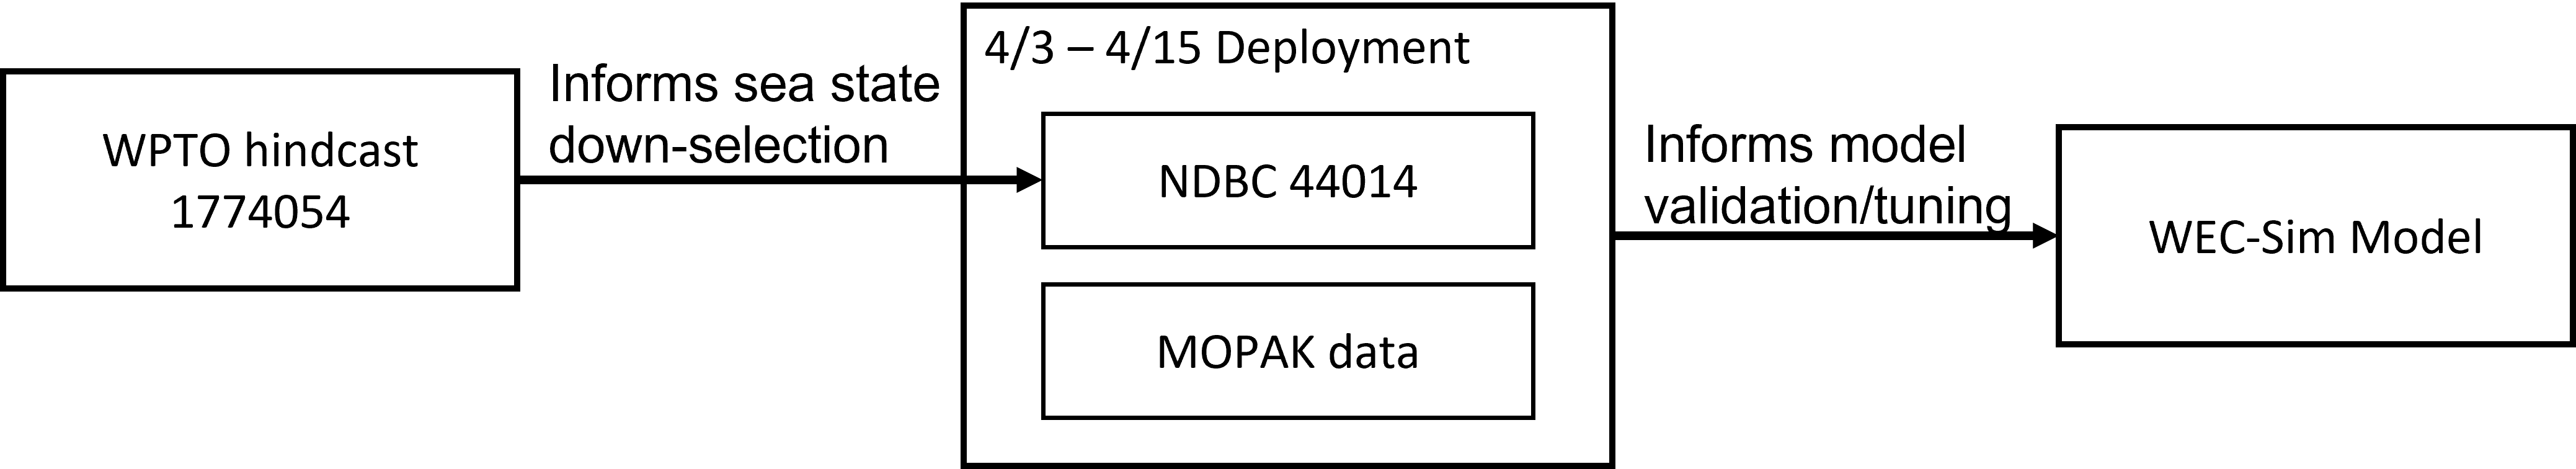 WPTO hindcast
1774054
Informs sea state
down-selection
4/3 – 4/15 Deployment
NDBC 44014
MOPAK data
Informs model
validation/tuning
WEC-Sim Model